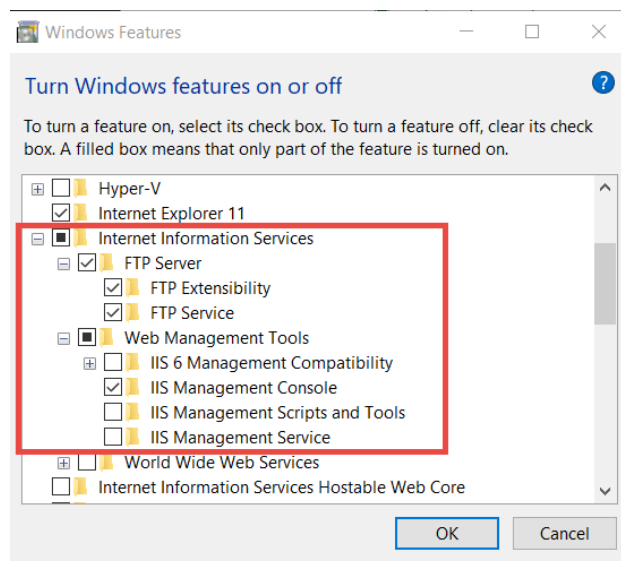 Windows Features
Turn Windows features on or off
To turn a feature on, select its check box. To turn a feature off, clear its check
box. A filled box means that only part of the feature is turned on.
Hyper-V
Internet Explorer 11
Internet Information Services
FTP Server
FTP Extensibility
FTP Service
Web Management Tools
IIS 6 Management Compatibility
IIS Management Console
IIS Management Scripts and Tools
IIS Management Service
World Wide Web Services
Internet Information Services Hostable Web Core
OK Cancel